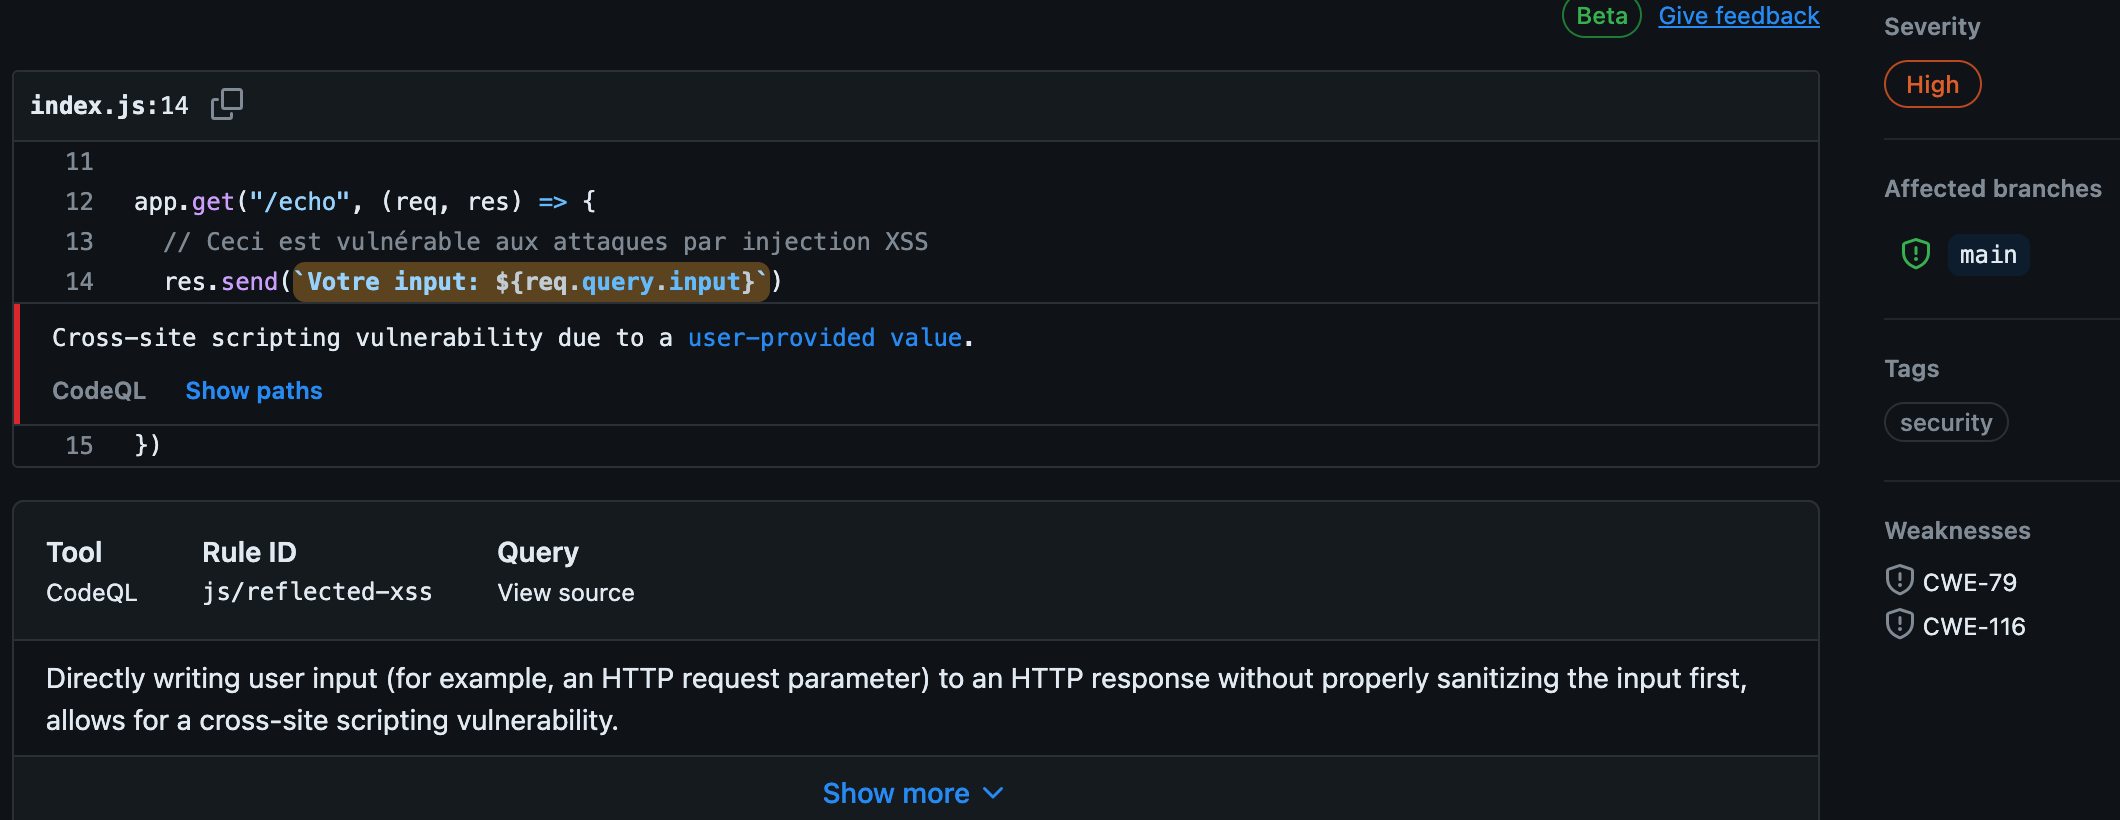 Beta Give feedback
index.js:14
11
12 app.get("/echo", (req, res) => {
13 // Ceci est vulnérable aux attaques par injection XSS
14 res.send(`Votre input: ${req.query.input}`)
Cross-site scripting vulnerability due to a user-provided value.
CodeQL Show paths
15 })
Tool Rule ID Query
CodeQL js/reflected-xss View source
Directly writing user input (for example, an HTTP request parameter) to an HTTP response without properly sanitizing the input first,
allows for a cross-site scripting vulnerability.
Show more
Severity
High
Affected branches
main
Tags
security
Weaknesses
CWE-79
CWE-116